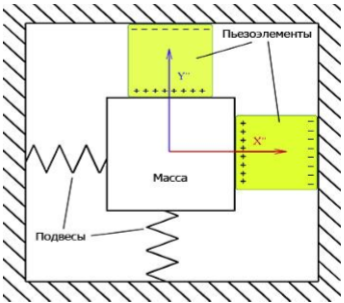 Пьезоэлементы
– – – – – – – –
Y''
+ + + + + + + +
X''
Масса
Подвесы